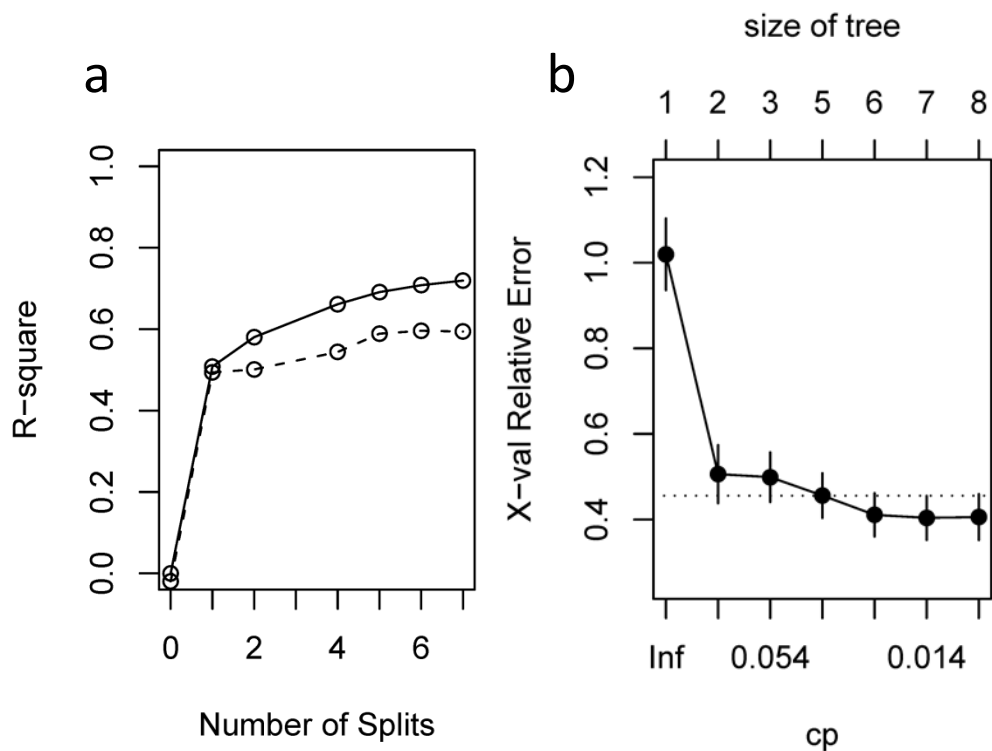 a
R-square
1.0
0.8
0.6
0.4
0.2
0.0
0 2 4 6
Number of Splits
b
size of tree
1 2 3 5 6 7 8
X-val Relative Error
1.2
1.0
0.8
0.6
0.4
Inf 0.054 0.014
cp